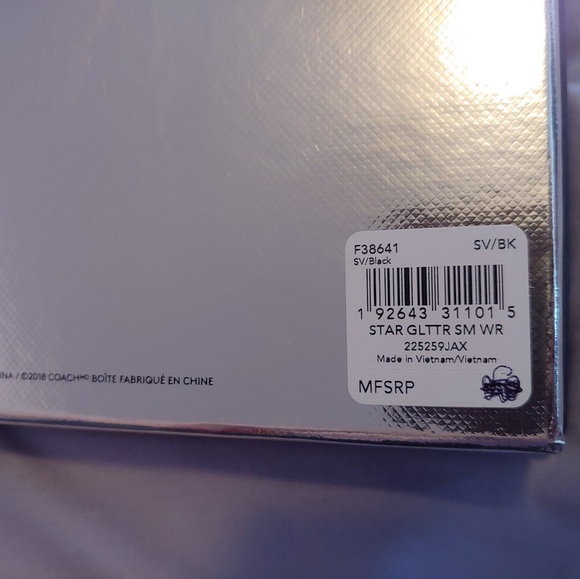 F38641 SV/BK
SV/Black
1 92643 31101 5
STAR GLTTR SM WR
225259JAX
Made in Vietnam/Vietnam
MFSRP
INA / ©2018 COACHᴹᴰ BOÎTE FABRIQUÉ EN CHINE